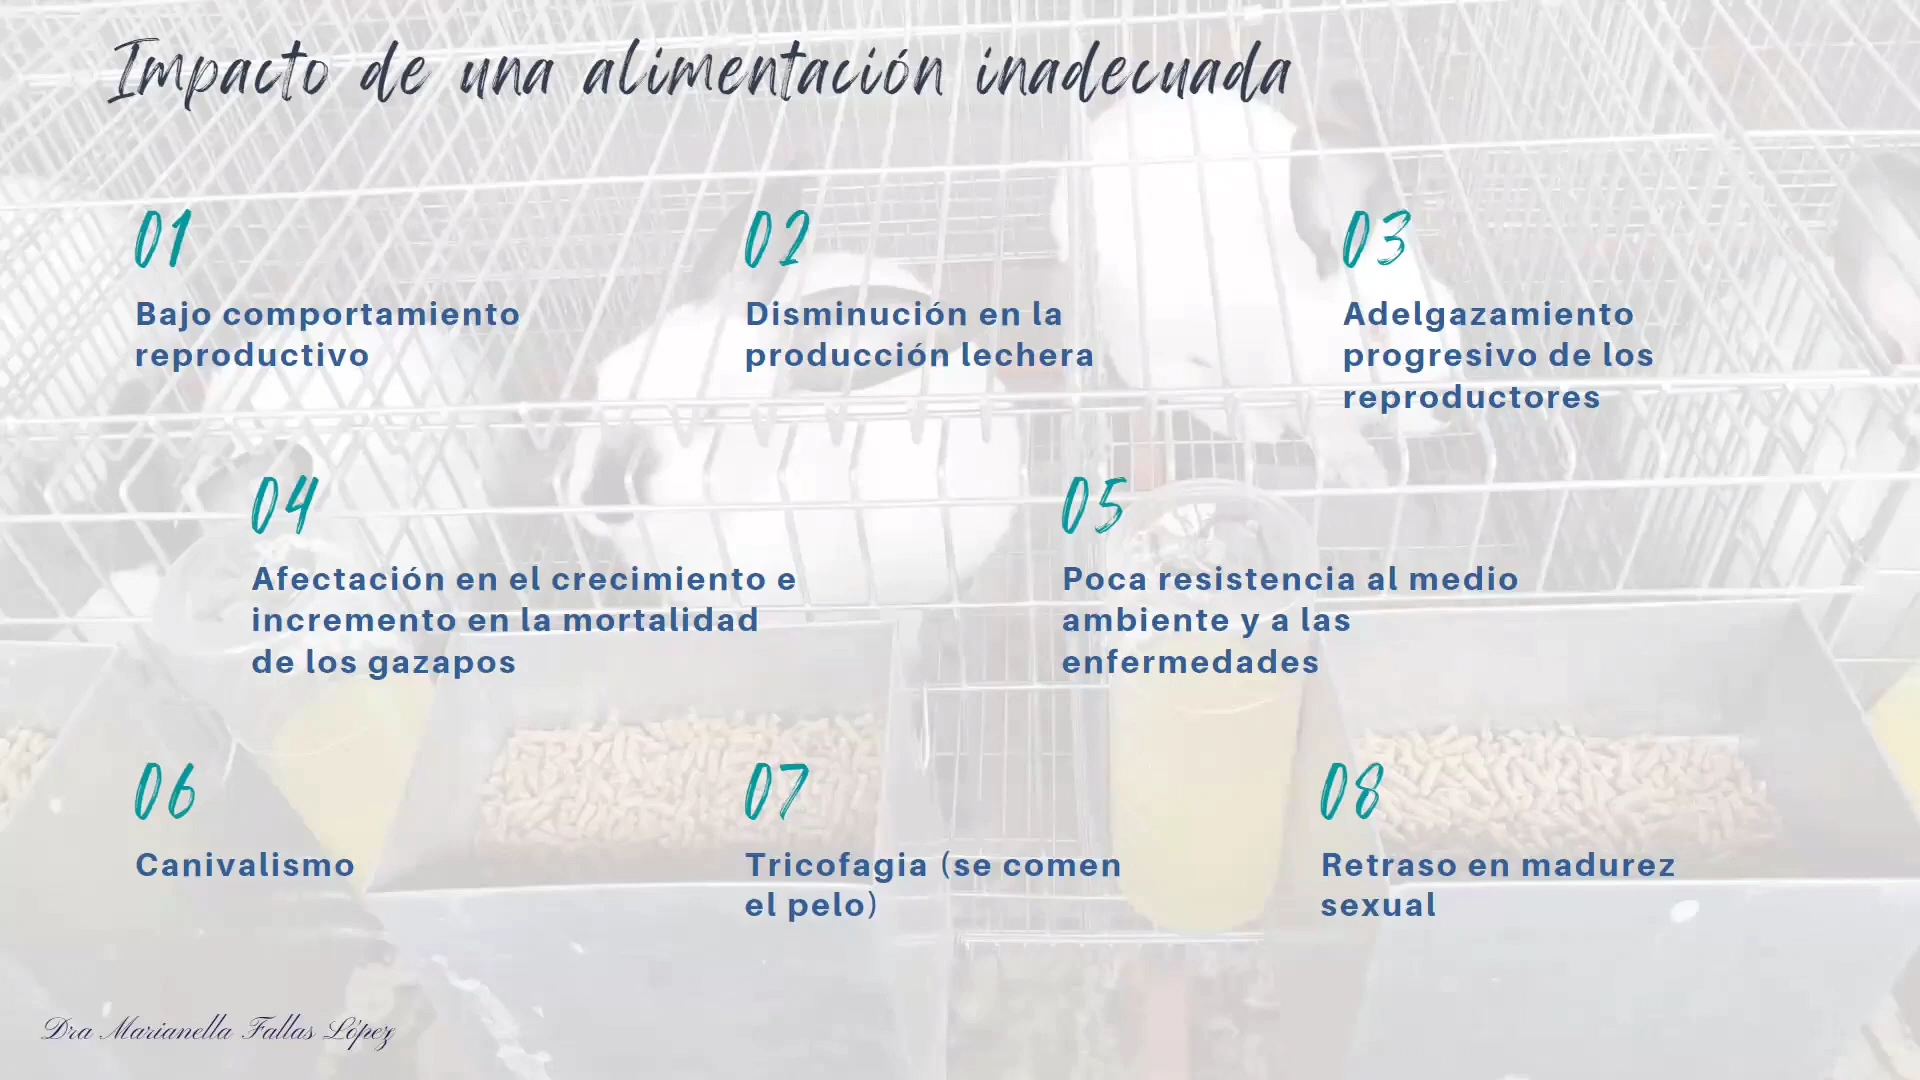 Impacto de una alimentación inadecuada
01
Bajo comportamiento
reproductivo
02
Disminución en la
producción lechera
03
Adelgazamiento
progresivo de los
reproductores
04
Afectación en el crecimiento e
incremento en la mortalidad
de los gazapos
05
Poca resistencia al medio
ambiente y a las
enfermedades
06
Canivalismo
07
Tricofagia (se comen
el pelo)
08
Retraso en madurez
sexual
Dra Marianella Fallas López